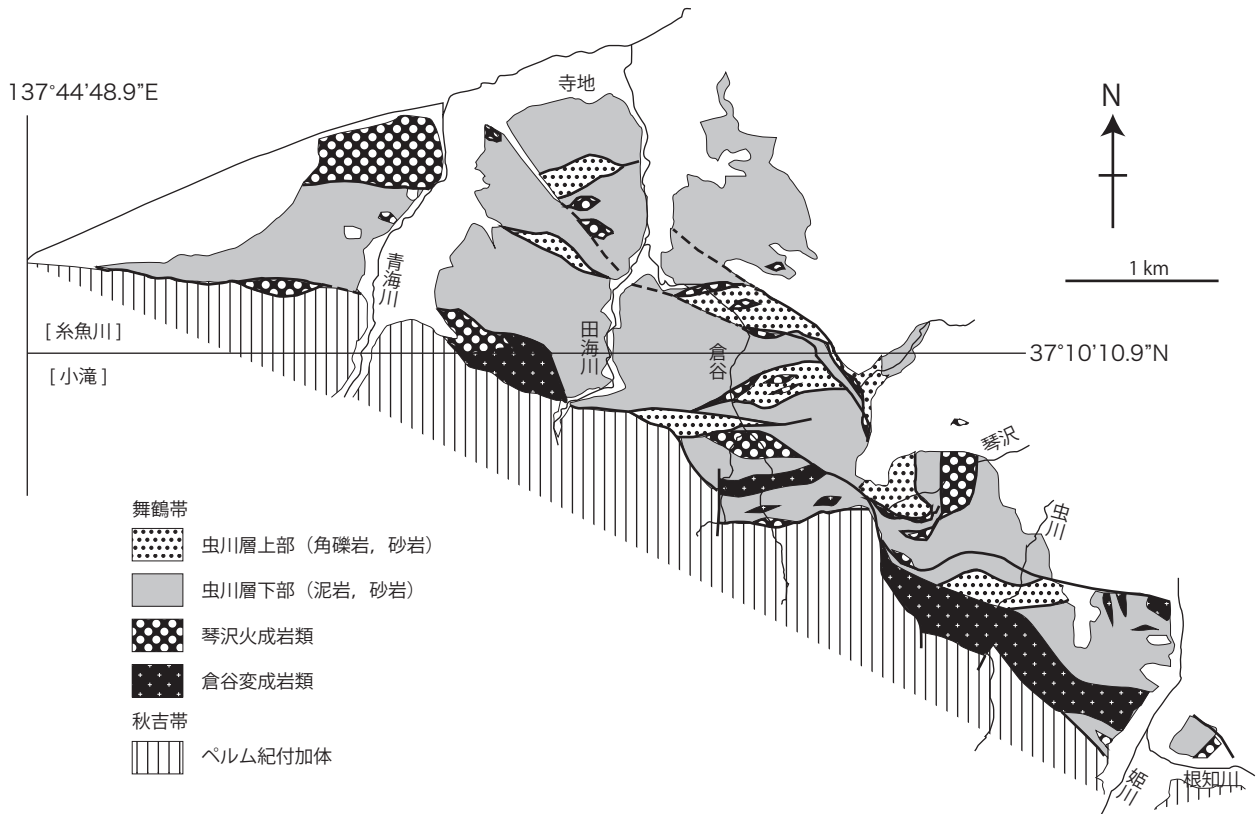 137°44’48.9”E
寺地
N
1 km
青海川
[ 糸魚川 ]
[ 小滝 ]
田海川
倉谷
37°10’10.9”N
琴沢
虫川
舞鶴帯
虫川層上部（角礫岩，砂岩）
虫川層下部（泥岩，砂岩）
琴沢火成岩類
倉谷変成岩類
秋吉帯
ペルム紀付加体
姫川
根知川